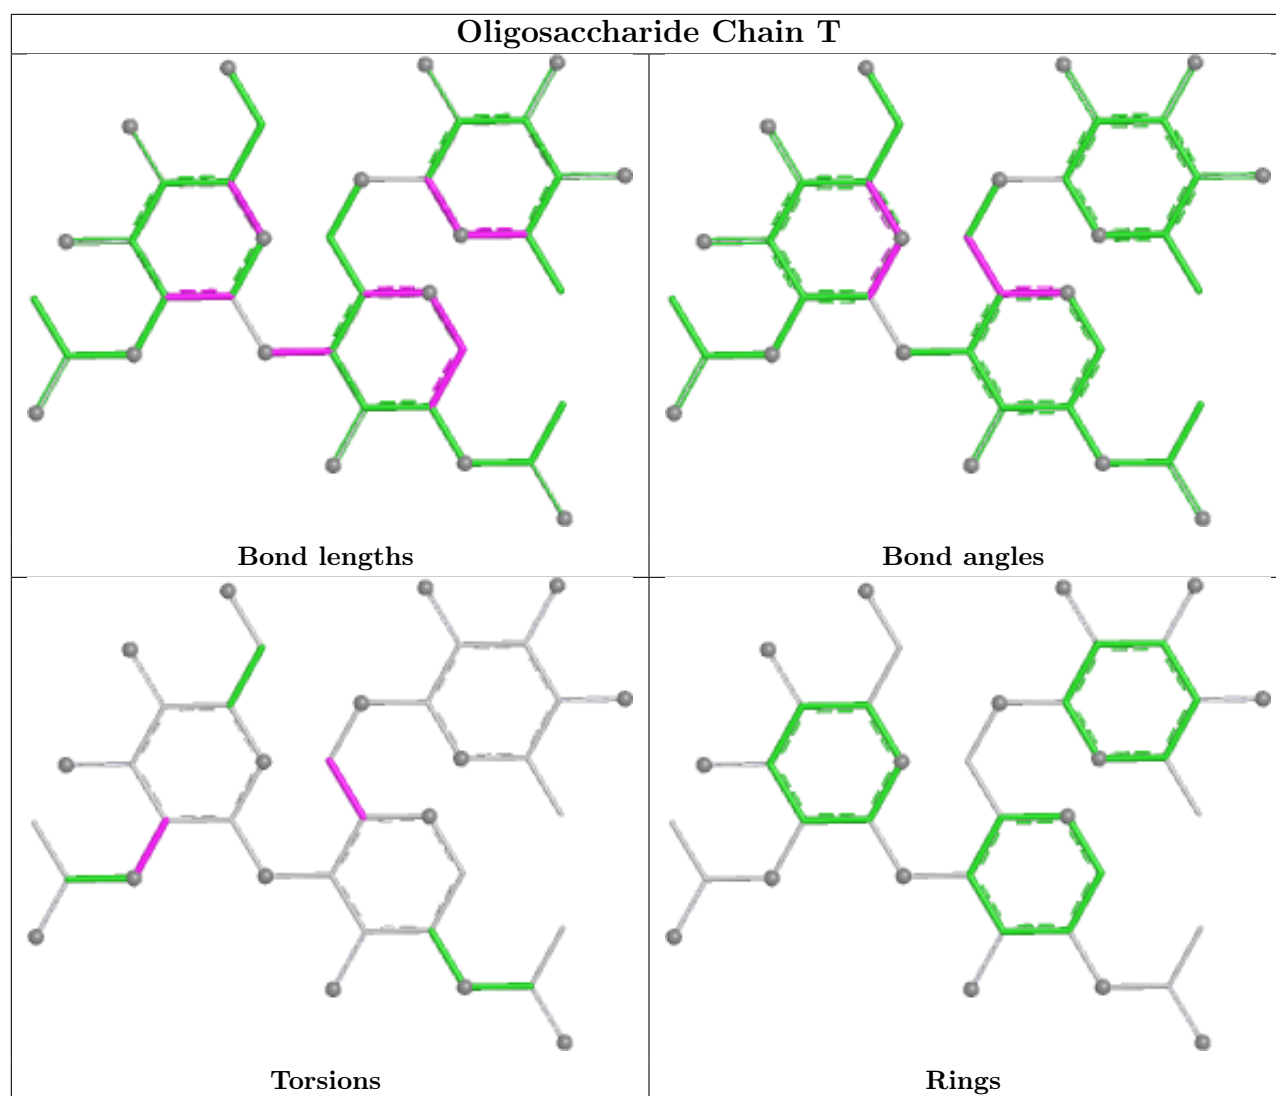 Oligosaccharide Chain T
Bond lengths
Bond angles
Torsions
Rings